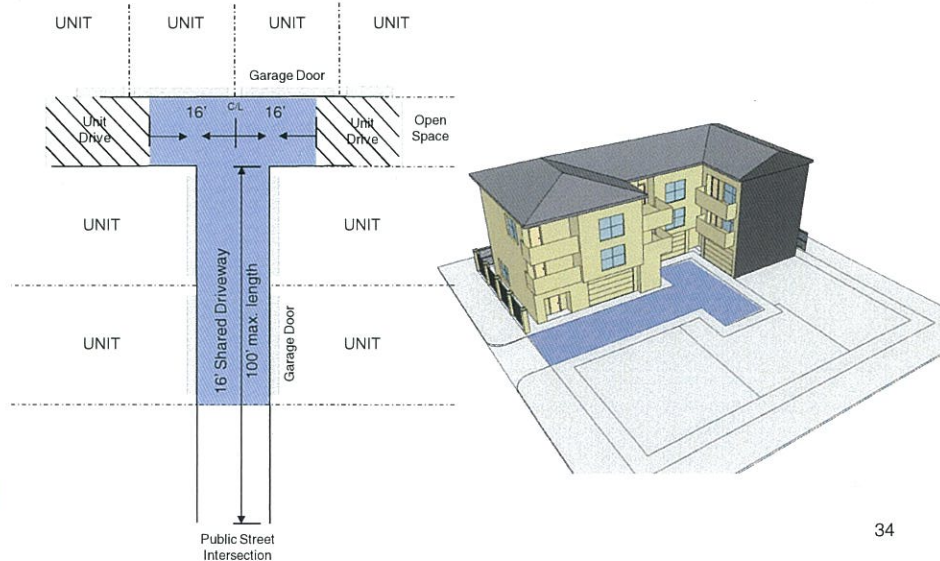 UNIT
UNIT
UNIT
UNIT
Garage Door
16'
C/L
16'
Unit
Drive
Unit
Drive
Open
Space
UNIT
UNIT
16' Shared Driveway
100' max. length
UNIT
Garage Door
UNIT
Public Street
Intersection
34